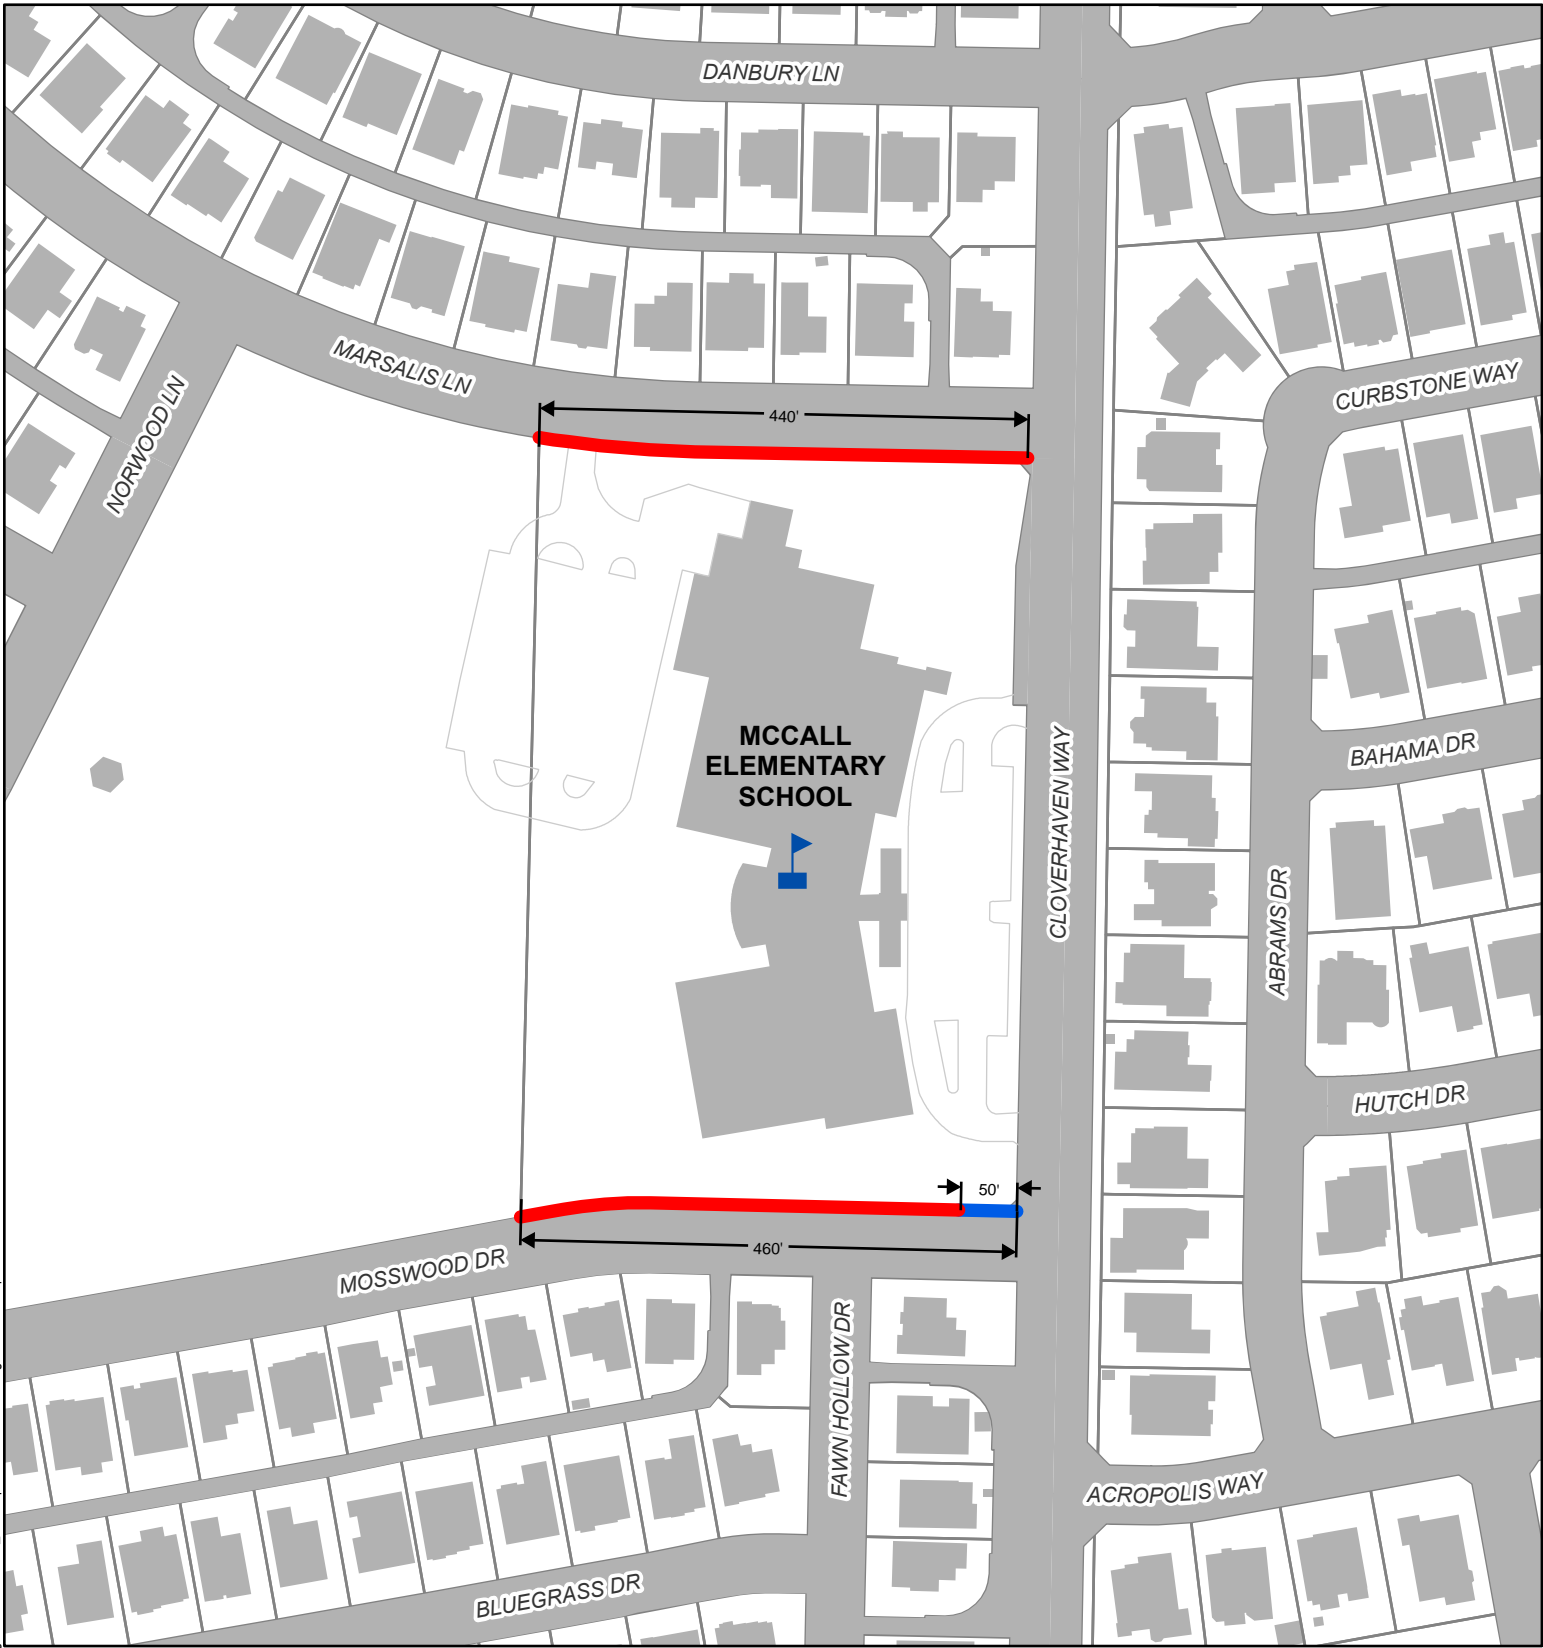 DANBURY LN
MARSALIS LN
CURBSTONE WAY
NORWOOD LN
440'
MCCALL
ELEMENTARY
SCHOOL
CLOVERHAVEN WAY
BAHAMA DR
ABRAMS DR
HUTCH DR
50'
460'
MOSSWOOD DR
FAWN HOLLOW DR
ACROPOLIS WAY
BLUEGRASS DR